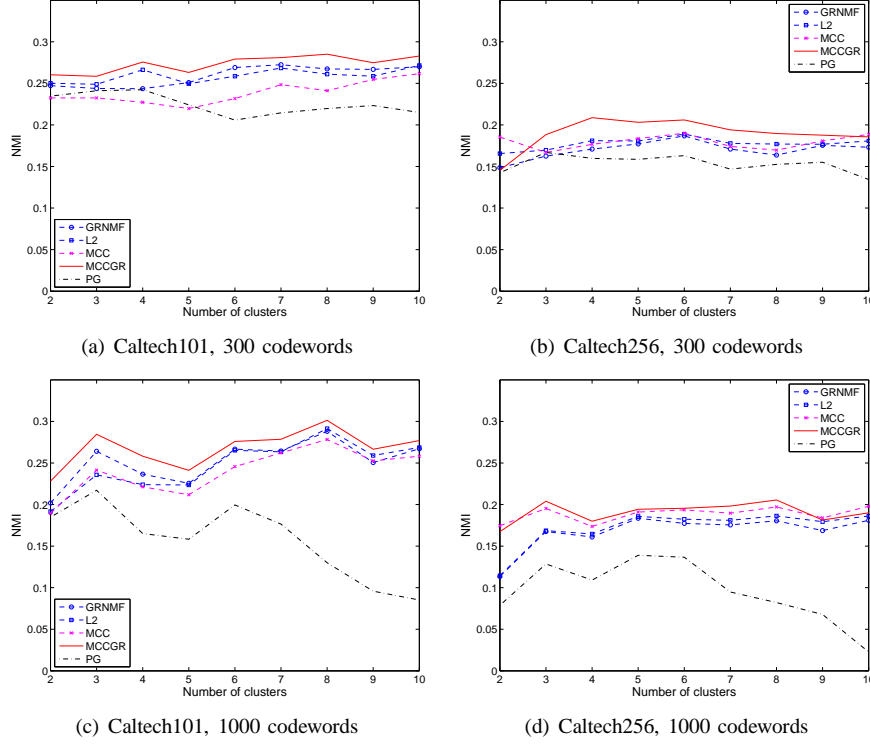 0.3
0.25
0.2
0.15
0.1
0.05
0
NMI
GRNMF
L2
MCC
MCCGR
PG
2 3 4 5 6 7 8 9 10
Number of clusters
(a) Caltech101, 300 codewords
0.3
0.25
0.2
0.15
0.1
0.05
0
NMI
GRNMF
L2
MCC
MCCGR
PG
2 3 4 5 6 7 8 9 10
Number of clusters
(b) Caltech256, 300 codewords
0.3
0.25
0.2
0.15
0.1
0.05
0
NMI
GRNMF
L2
MCC
MCCGR
PG
2 3 4 5 6 7 8 9 10
Number of clusters
(c) Caltech101, 1000 codewords
0.3
0.25
0.2
0.15
0.1
0.05
0
NMI
GRNMF
L2
MCC
MCCGR
PG
2 3 4 5 6 7 8 9 10
Number of clusters
(d) Caltech256, 1000 codewords